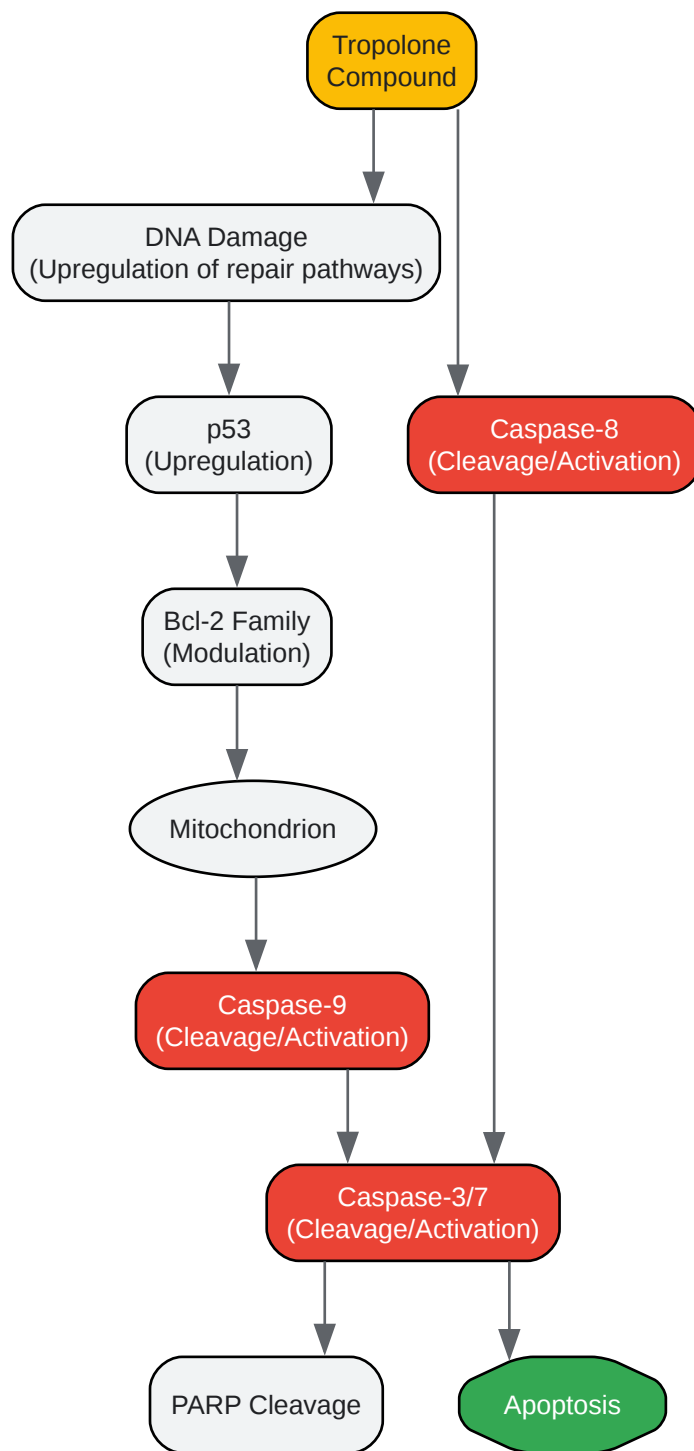 Tropolone
Compound
DNA Damage
(Upregulation of repair pathways)
p53
(Upregulation)
Caspase-8
(Cleavage/Activation)
Bcl-2 Family
(Modulation)
Mitochondrion
Caspase-9
(Cleavage/Activation)
Caspase-3/7
(Cleavage/Activation)
PARP Cleavage
Apoptosis